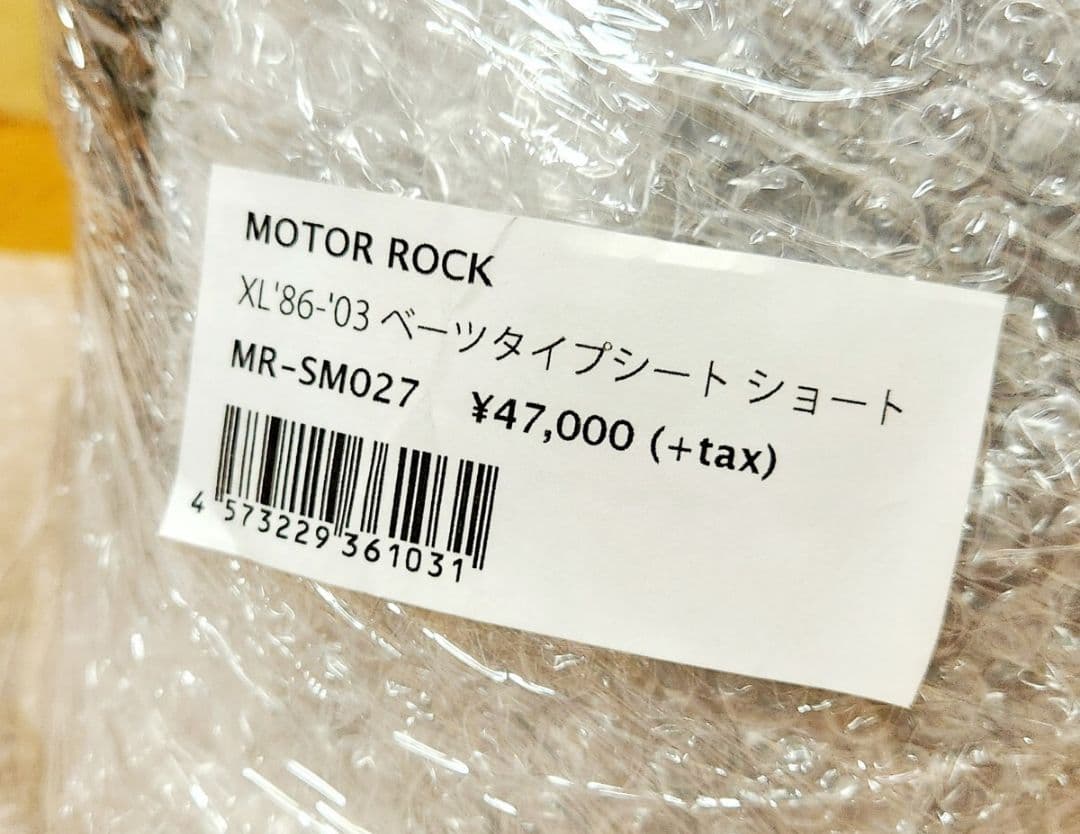 MOTOR ROCK
XL'86-'03 ベーツタイプシート ショート
MR-SM027 ¥47,000 (+tax)
4 573229 361031